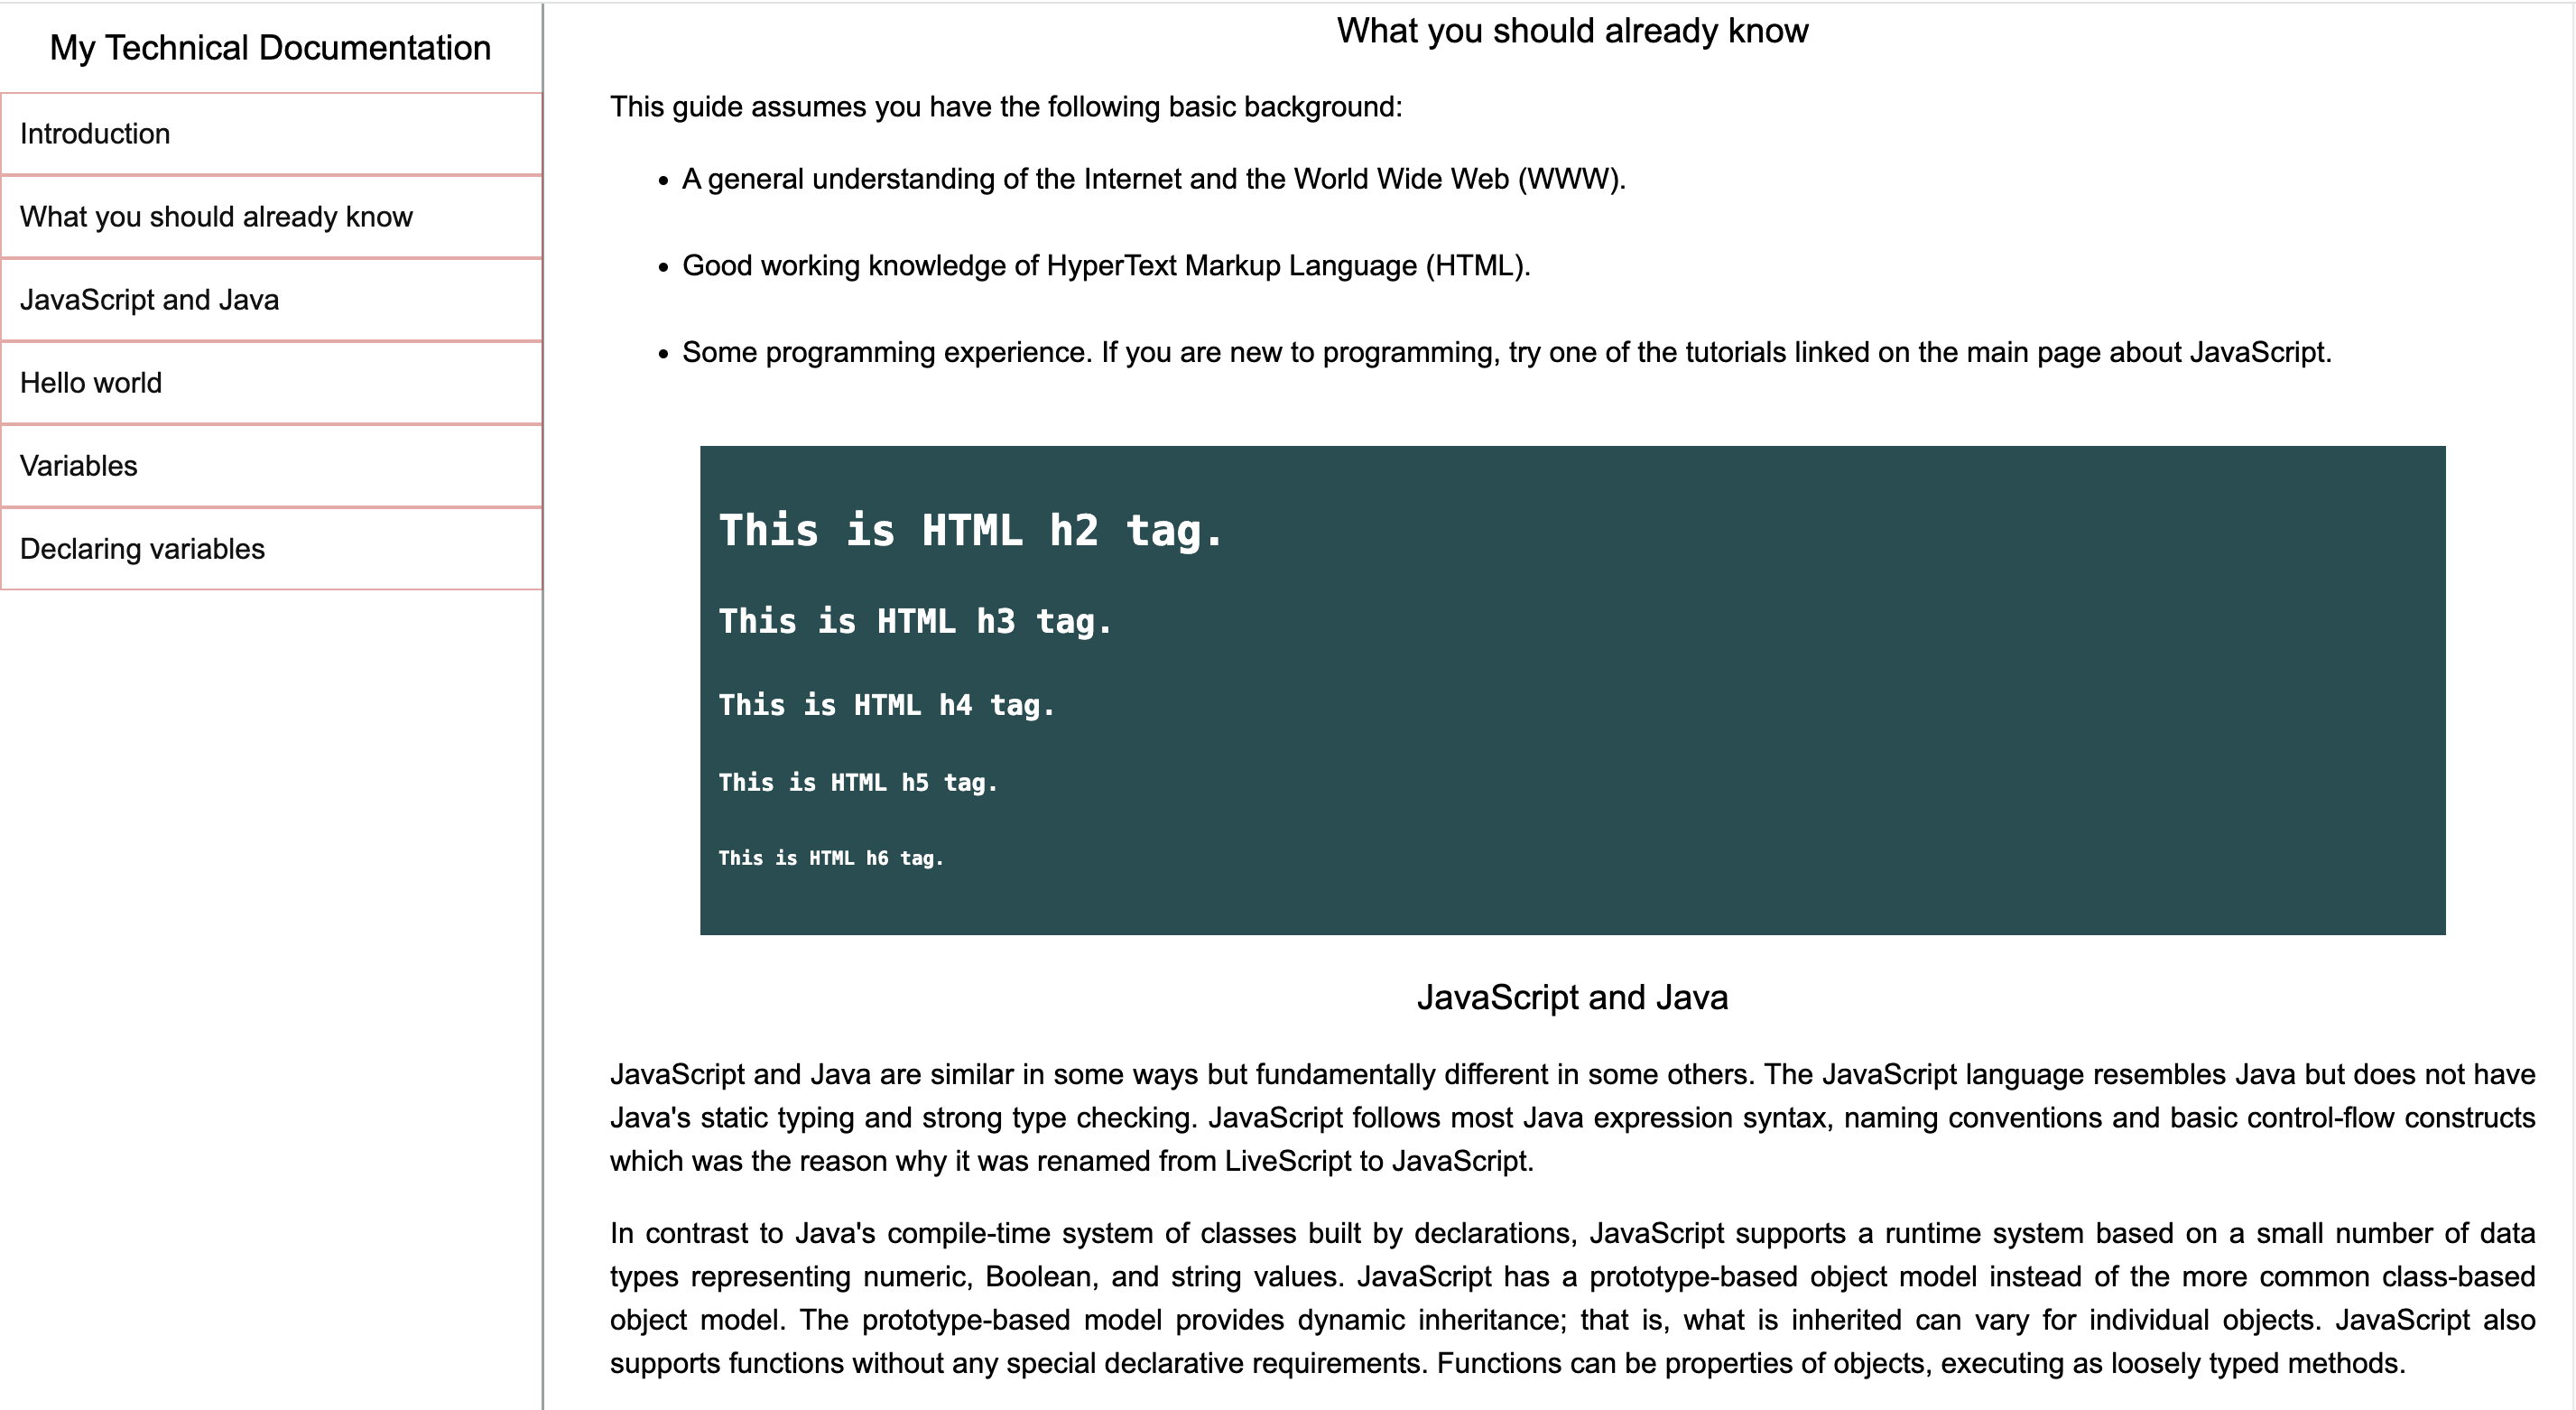 My Technical Documentation
Introduction
What you should already know
JavaScript and Java
Hello world
Variables
Declaring variables
What you should already know
This guide assumes you have the following basic background:
• A general understanding of the Internet and the World Wide Web (WWW).
• Good working knowledge of HyperText Markup Language (HTML).
• Some programming experience. If you are new to programming, try one of the tutorials linked on the main page about JavaScript.
This is HTML h2 tag.
This is HTML h3 tag.
This is HTML h4 tag.
This is HTML h5 tag.
This is HTML h6 tag.
JavaScript and Java
JavaScript and Java are similar in some ways but fundamentally different in some others. The JavaScript language resembles Java but does not have
Java's static typing and strong type checking. JavaScript follows most Java expression syntax, naming conventions and basic control-flow constructs
which was the reason why it was renamed from LiveScript to JavaScript.
In contrast to Java's compile-time system of classes built by declarations, JavaScript supports a runtime system based on a small number of data
types representing numeric, Boolean, and string values. JavaScript has a prototype-based object model instead of the more common class-based
object model. The prototype-based model provides dynamic inheritance; that is, what is inherited can vary for individual objects. JavaScript also
supports functions without any special declarative requirements. Functions can be properties of objects, executing as loosely typed methods.